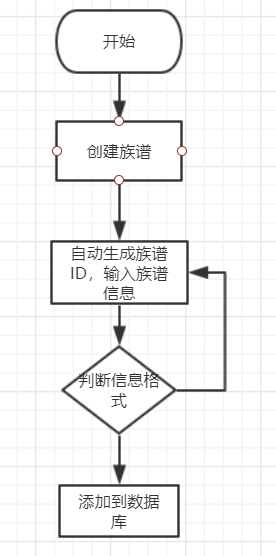 开始
创建族谱
自动生成族谱
ID，输入族谱
信息
判断信息格
式
添加到数据
库